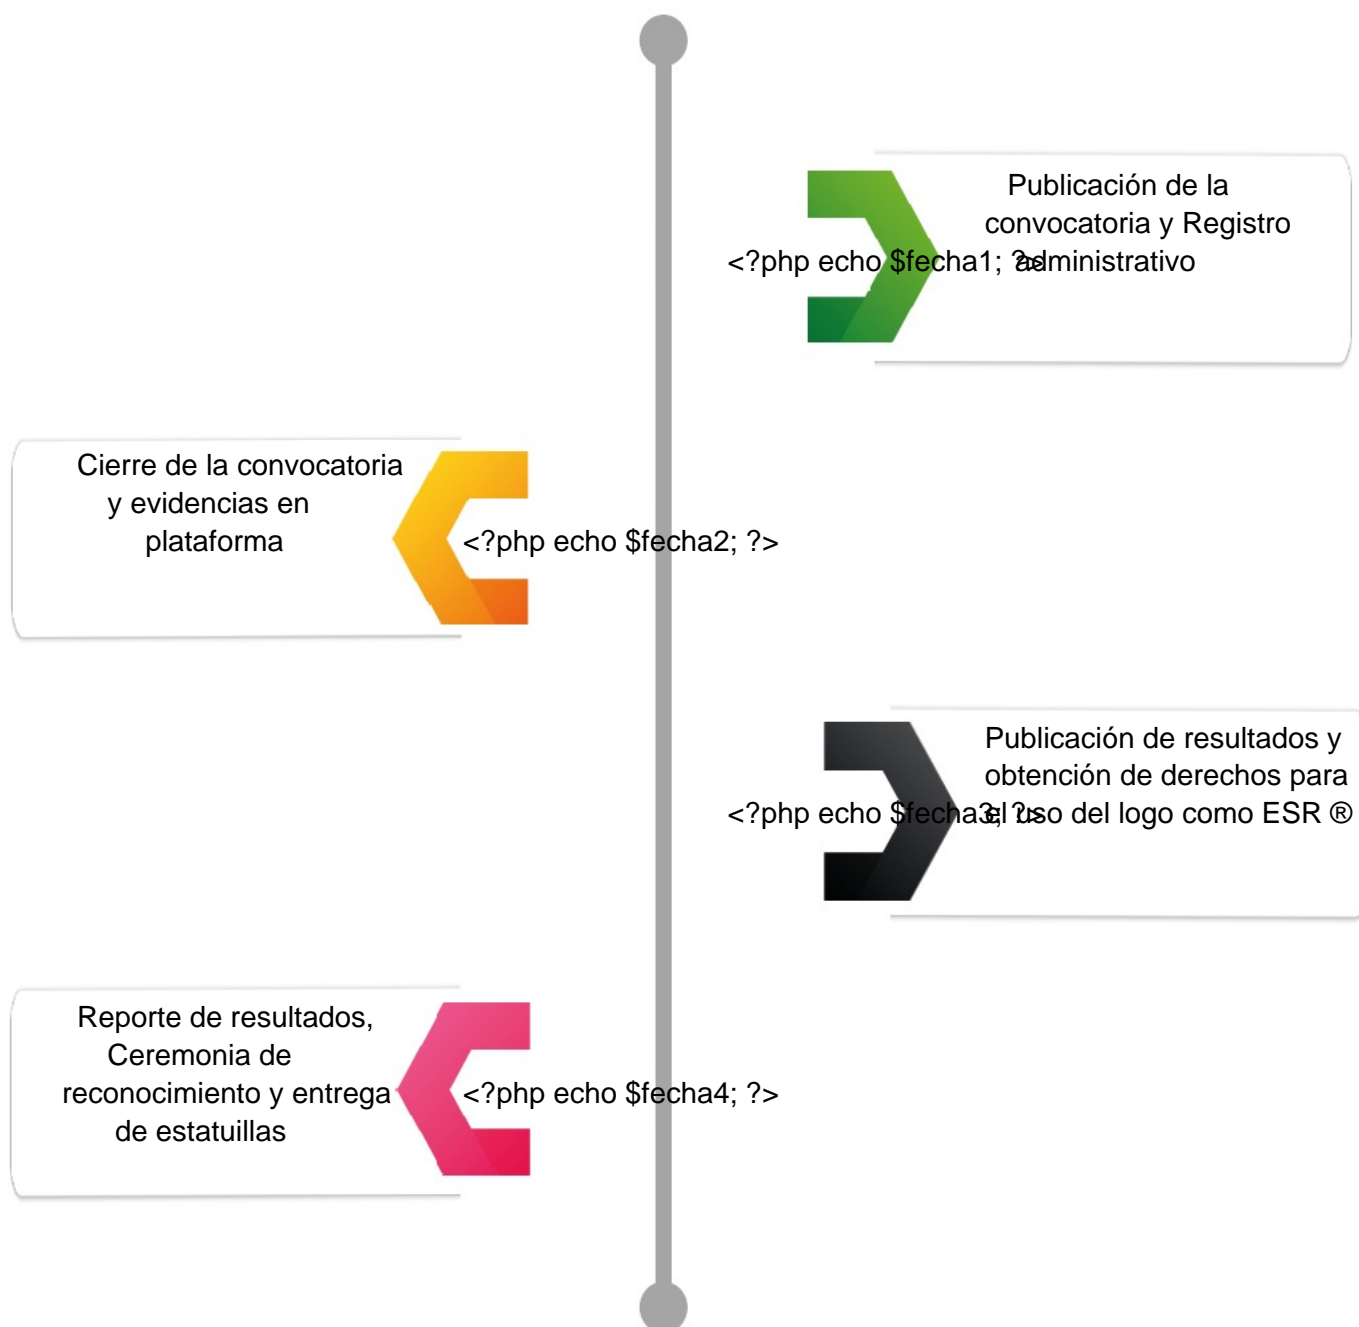 Publicación de la
convocatoria y Registro
<?php echo $fecha1; ?>
administrativo
Cierre de la convocatoria
y evidencias en
plataforma
<?php echo $fecha2; ?>
Publicación de resultados y
obtención de derechos para
<?php echo $fecha3; ?>
el uso del logo como ESR ®
Reporte de resultados,
Ceremonia de
reconocimiento y entrega
de estatuillas
<?php echo $fecha4; ?>